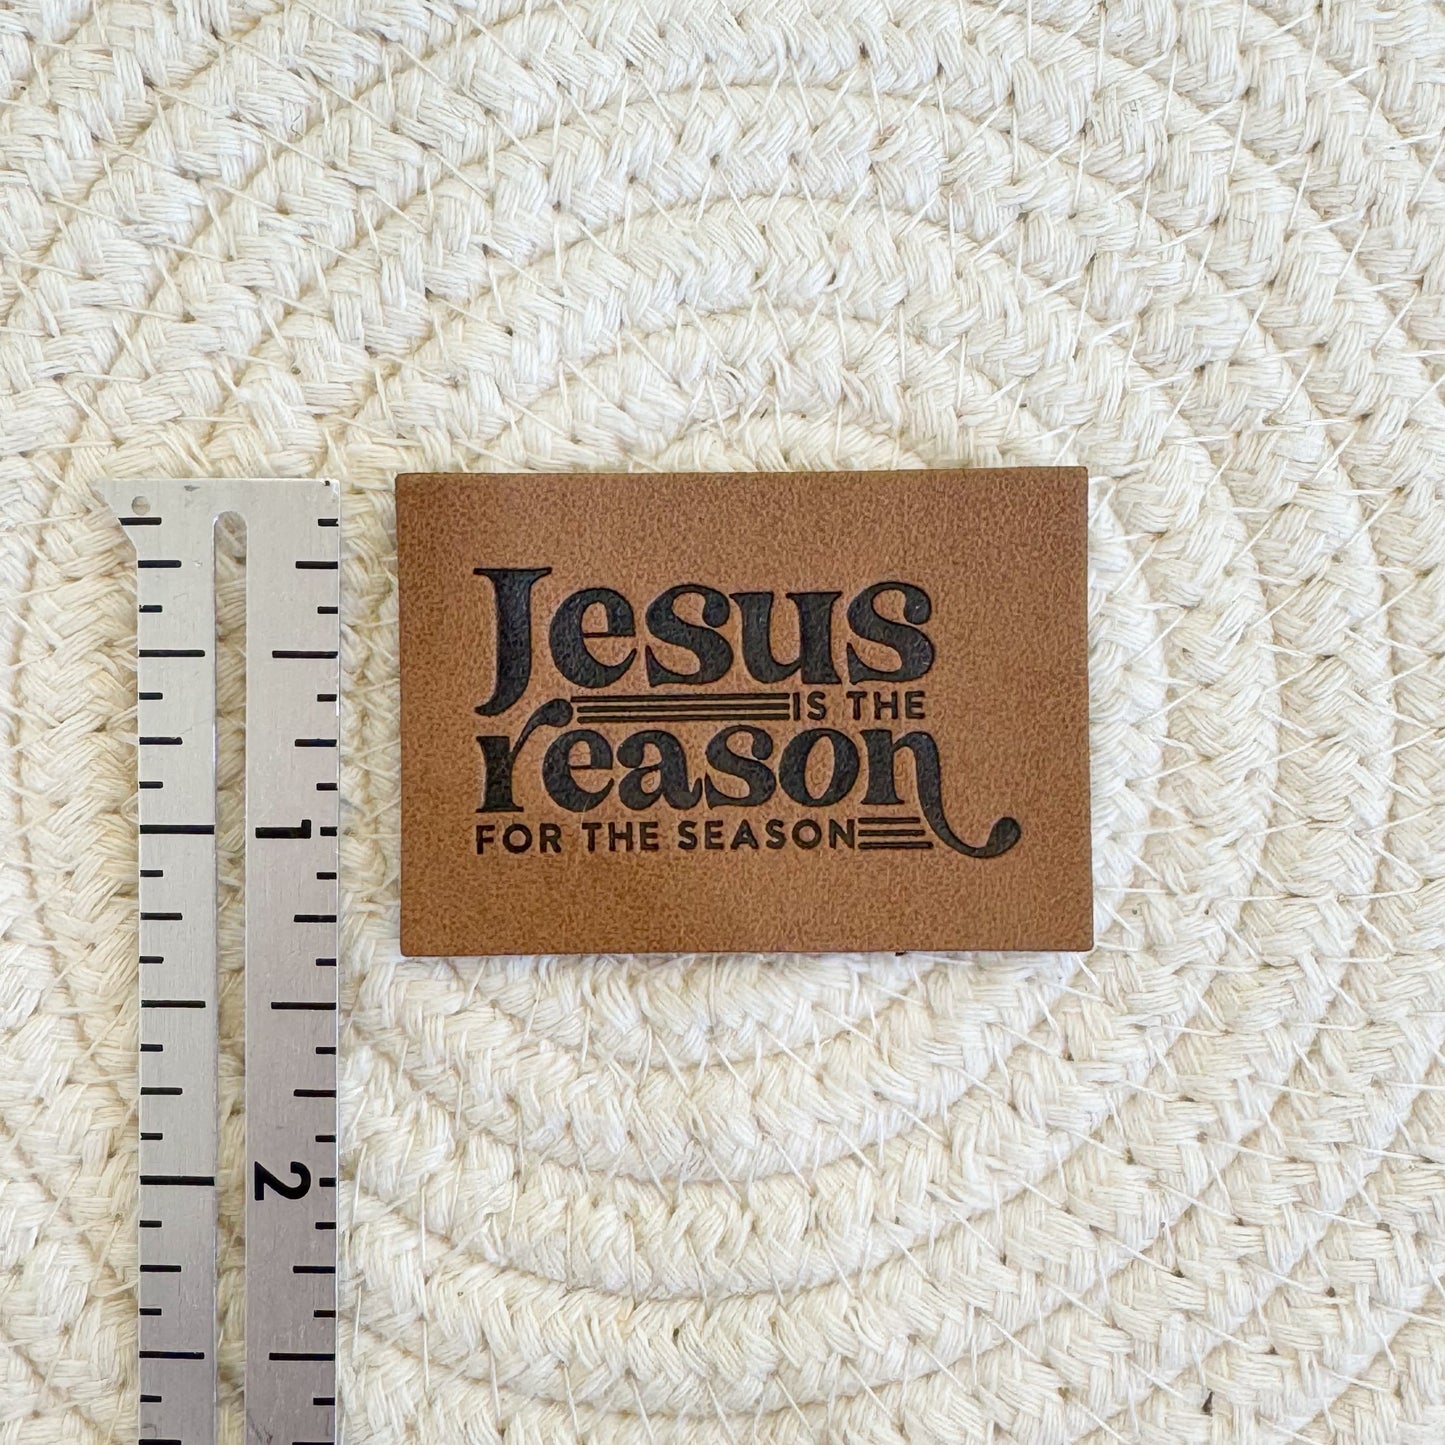 Jesus
IS THE
reason
FOR THE SEASON
1
2